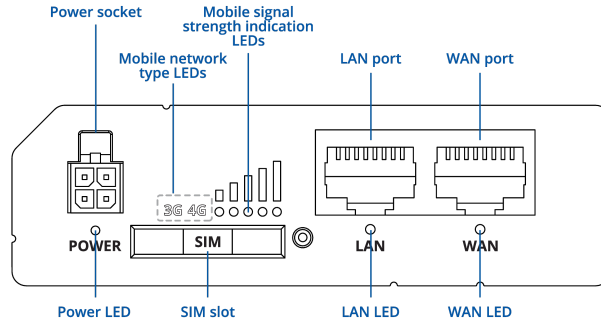 Power socket
Mobile signal
strength indication
LEDs
Mobile network
type LEDs
LAN port
WAN port
3G 4G
POWER
SIM
LAN
WAN
Power LED
SIM slot
LAN LED
WAN LED